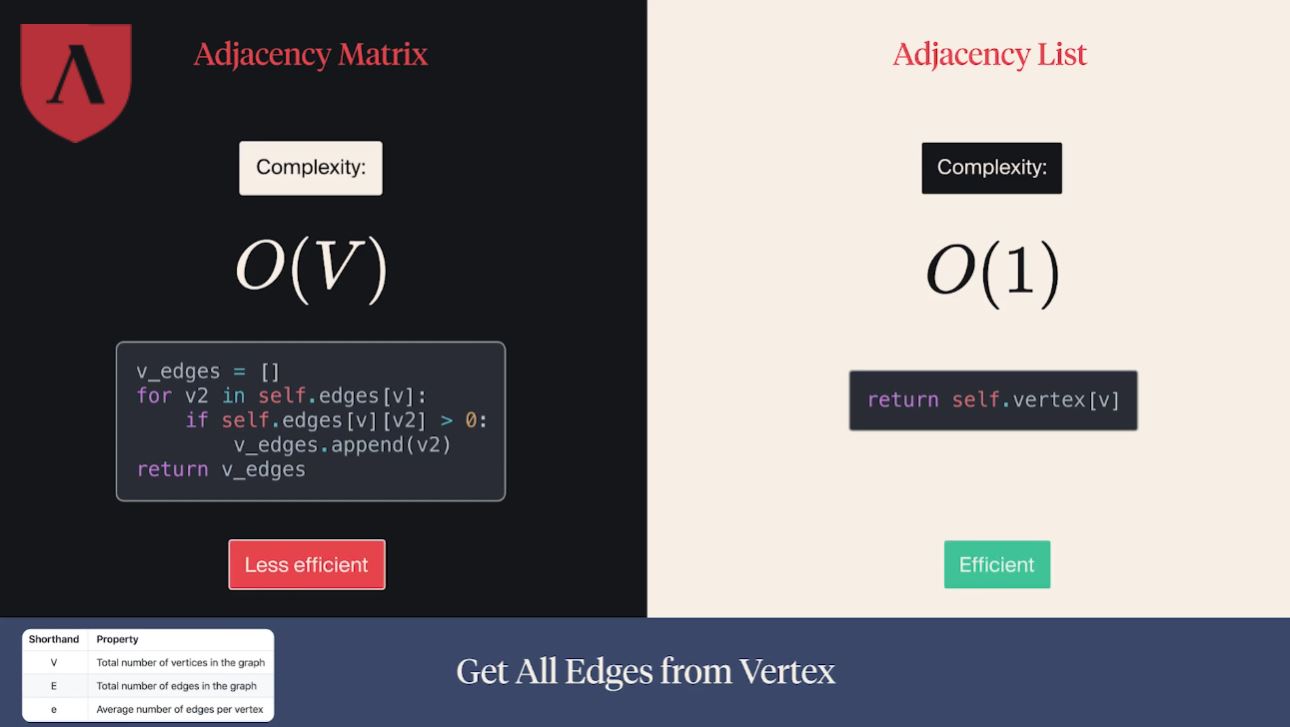 Λ
Adjacency Matrix
Complexity:
O(V)
v_edges = []
for v2 in self.edges[v]:
    if self.edges[v][v2] > 0:
        v_edges.append(v2)
return v_edges
Less efficient
Adjacency List
Complexity:
O(1)
return self.vertex[v]
Efficient
Shorthand Property
V Total number of vertices in the graph
E Total number of edges in the graph
e Average number of edges per vertex
Get All Edges from Vertex